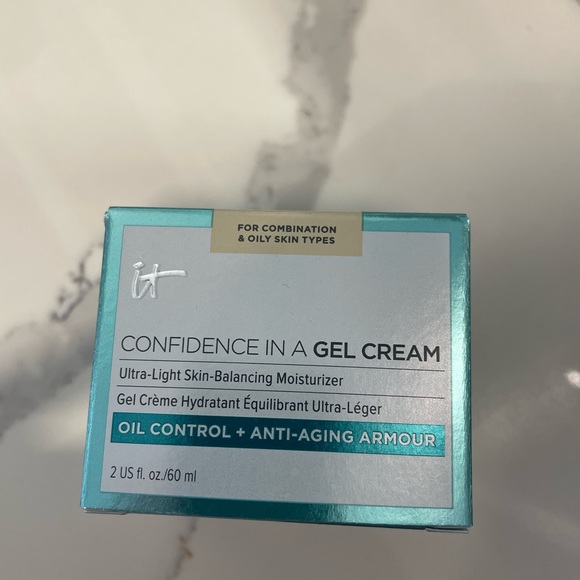 FOR COMBINATION
& OILY SKIN TYPES
it
CONFIDENCE IN A GEL CREAM
Ultra-Light Skin-Balancing Moisturizer
Gel Crème Hydratant Équilibrant Ultra-Léger
OIL CONTROL + ANTI-AGING ARMOUR
2 US fl. oz./60 ml